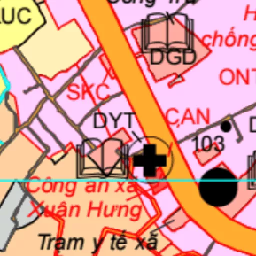 LUC
chống
DGD
ONT
SKC
DYT
CAN
103
Công an xã
Xuân Hưng
Trạm y tế xã